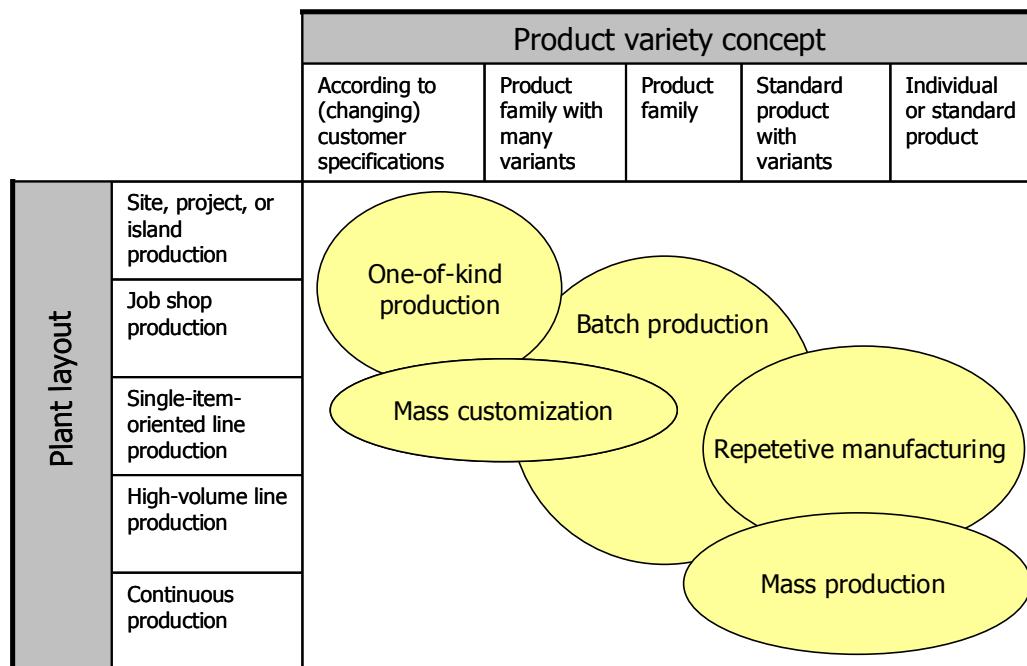 Product variety concept
According to
(changing)
customer
specifications
Product
family with
many
variants
Product
family
Standard
product
with
variants
Individual
or standard
product
Plant layout
Site, project, or
island
production
Job shop
production
Single-item-
oriented line
production
High-volume line
production
Continuous
production
One-of-kind
production
Batch production
Mass customization
Repetetive manufacturing
Mass production